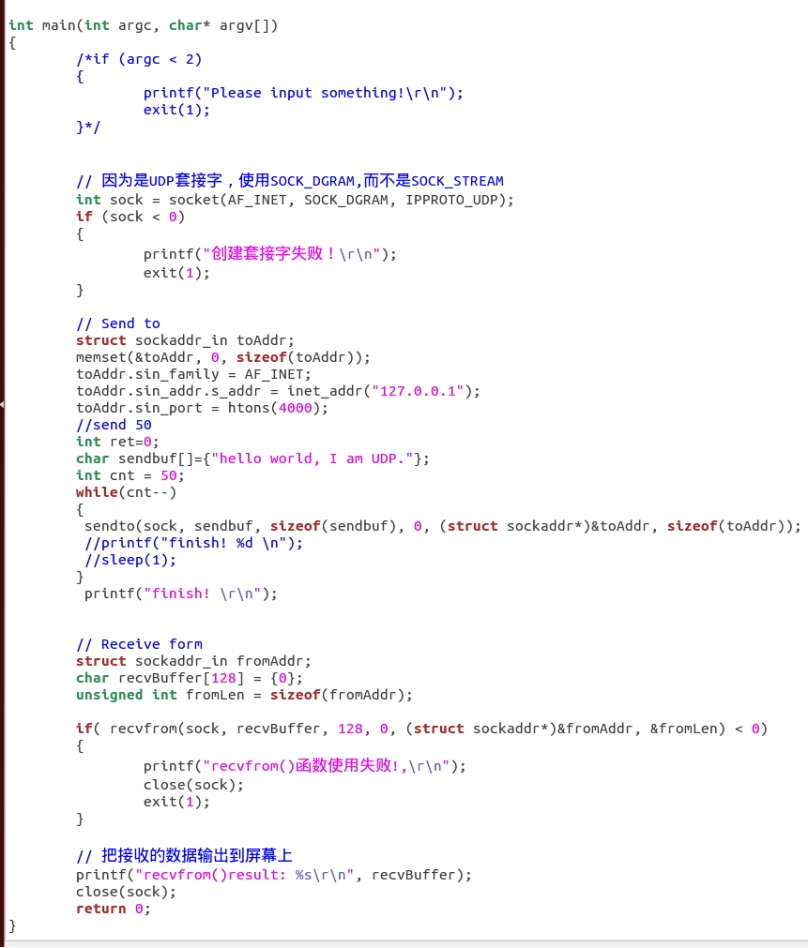 int main(int argc, char* argv[])
{
/*if (argc < 2)
{
printf("Please input something!\r\n");
exit(1);
}*/
// 因为是UDP套接字，使用SOCK_DGRAM,而不是SOCK_STREAM
int sock = socket(AF_INET, SOCK_DGRAM, IPPROTO_UDP);
if (sock < 0)
{
printf("创建套接字失败！\r\n");
exit(1);
}
// Send to
struct sockaddr_in toAddr;
memset(&toAddr, 0, sizeof(toAddr));
toAddr.sin_family = AF_INET;
toAddr.sin_addr.s_addr = inet_addr("127.0.0.1");
toAddr.sin_port = htons(4000);
//send 50
int ret=0;
char sendbuf[]={"hello world, I am UDP."};
int cnt = 50;
while(cnt--)
{
sendto(sock, sendbuf, sizeof(sendbuf), 0, (struct sockaddr*)&toAddr, sizeof(toAddr));
//printf("finish! %d \n");
//sleep(1);
}
printf("finish! \r\n");
// Receive form
struct sockaddr_in fromAddr;
char recvBuffer[128] = {0};
unsigned int fromLen = sizeof(fromAddr);
if( recvfrom(sock, recvBuffer, 128, 0, (struct sockaddr*)&fromAddr, &fromLen) < 0)
{
printf("recvfrom()函数使用失败!,\r\n");
close(sock);
exit(1);
}
// 把接收的数据输出到屏幕上
printf("recvfrom()result: %s\r\n", recvBuffer);
close(sock);
return 0;
}